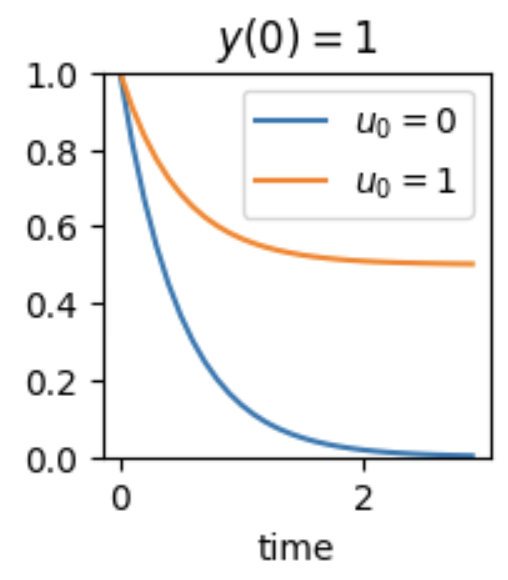 y(0) = 1
1.0
0.8
0.6
0.4
0.2
0.0
u₀ = 0
u₀ = 1
0 2
time